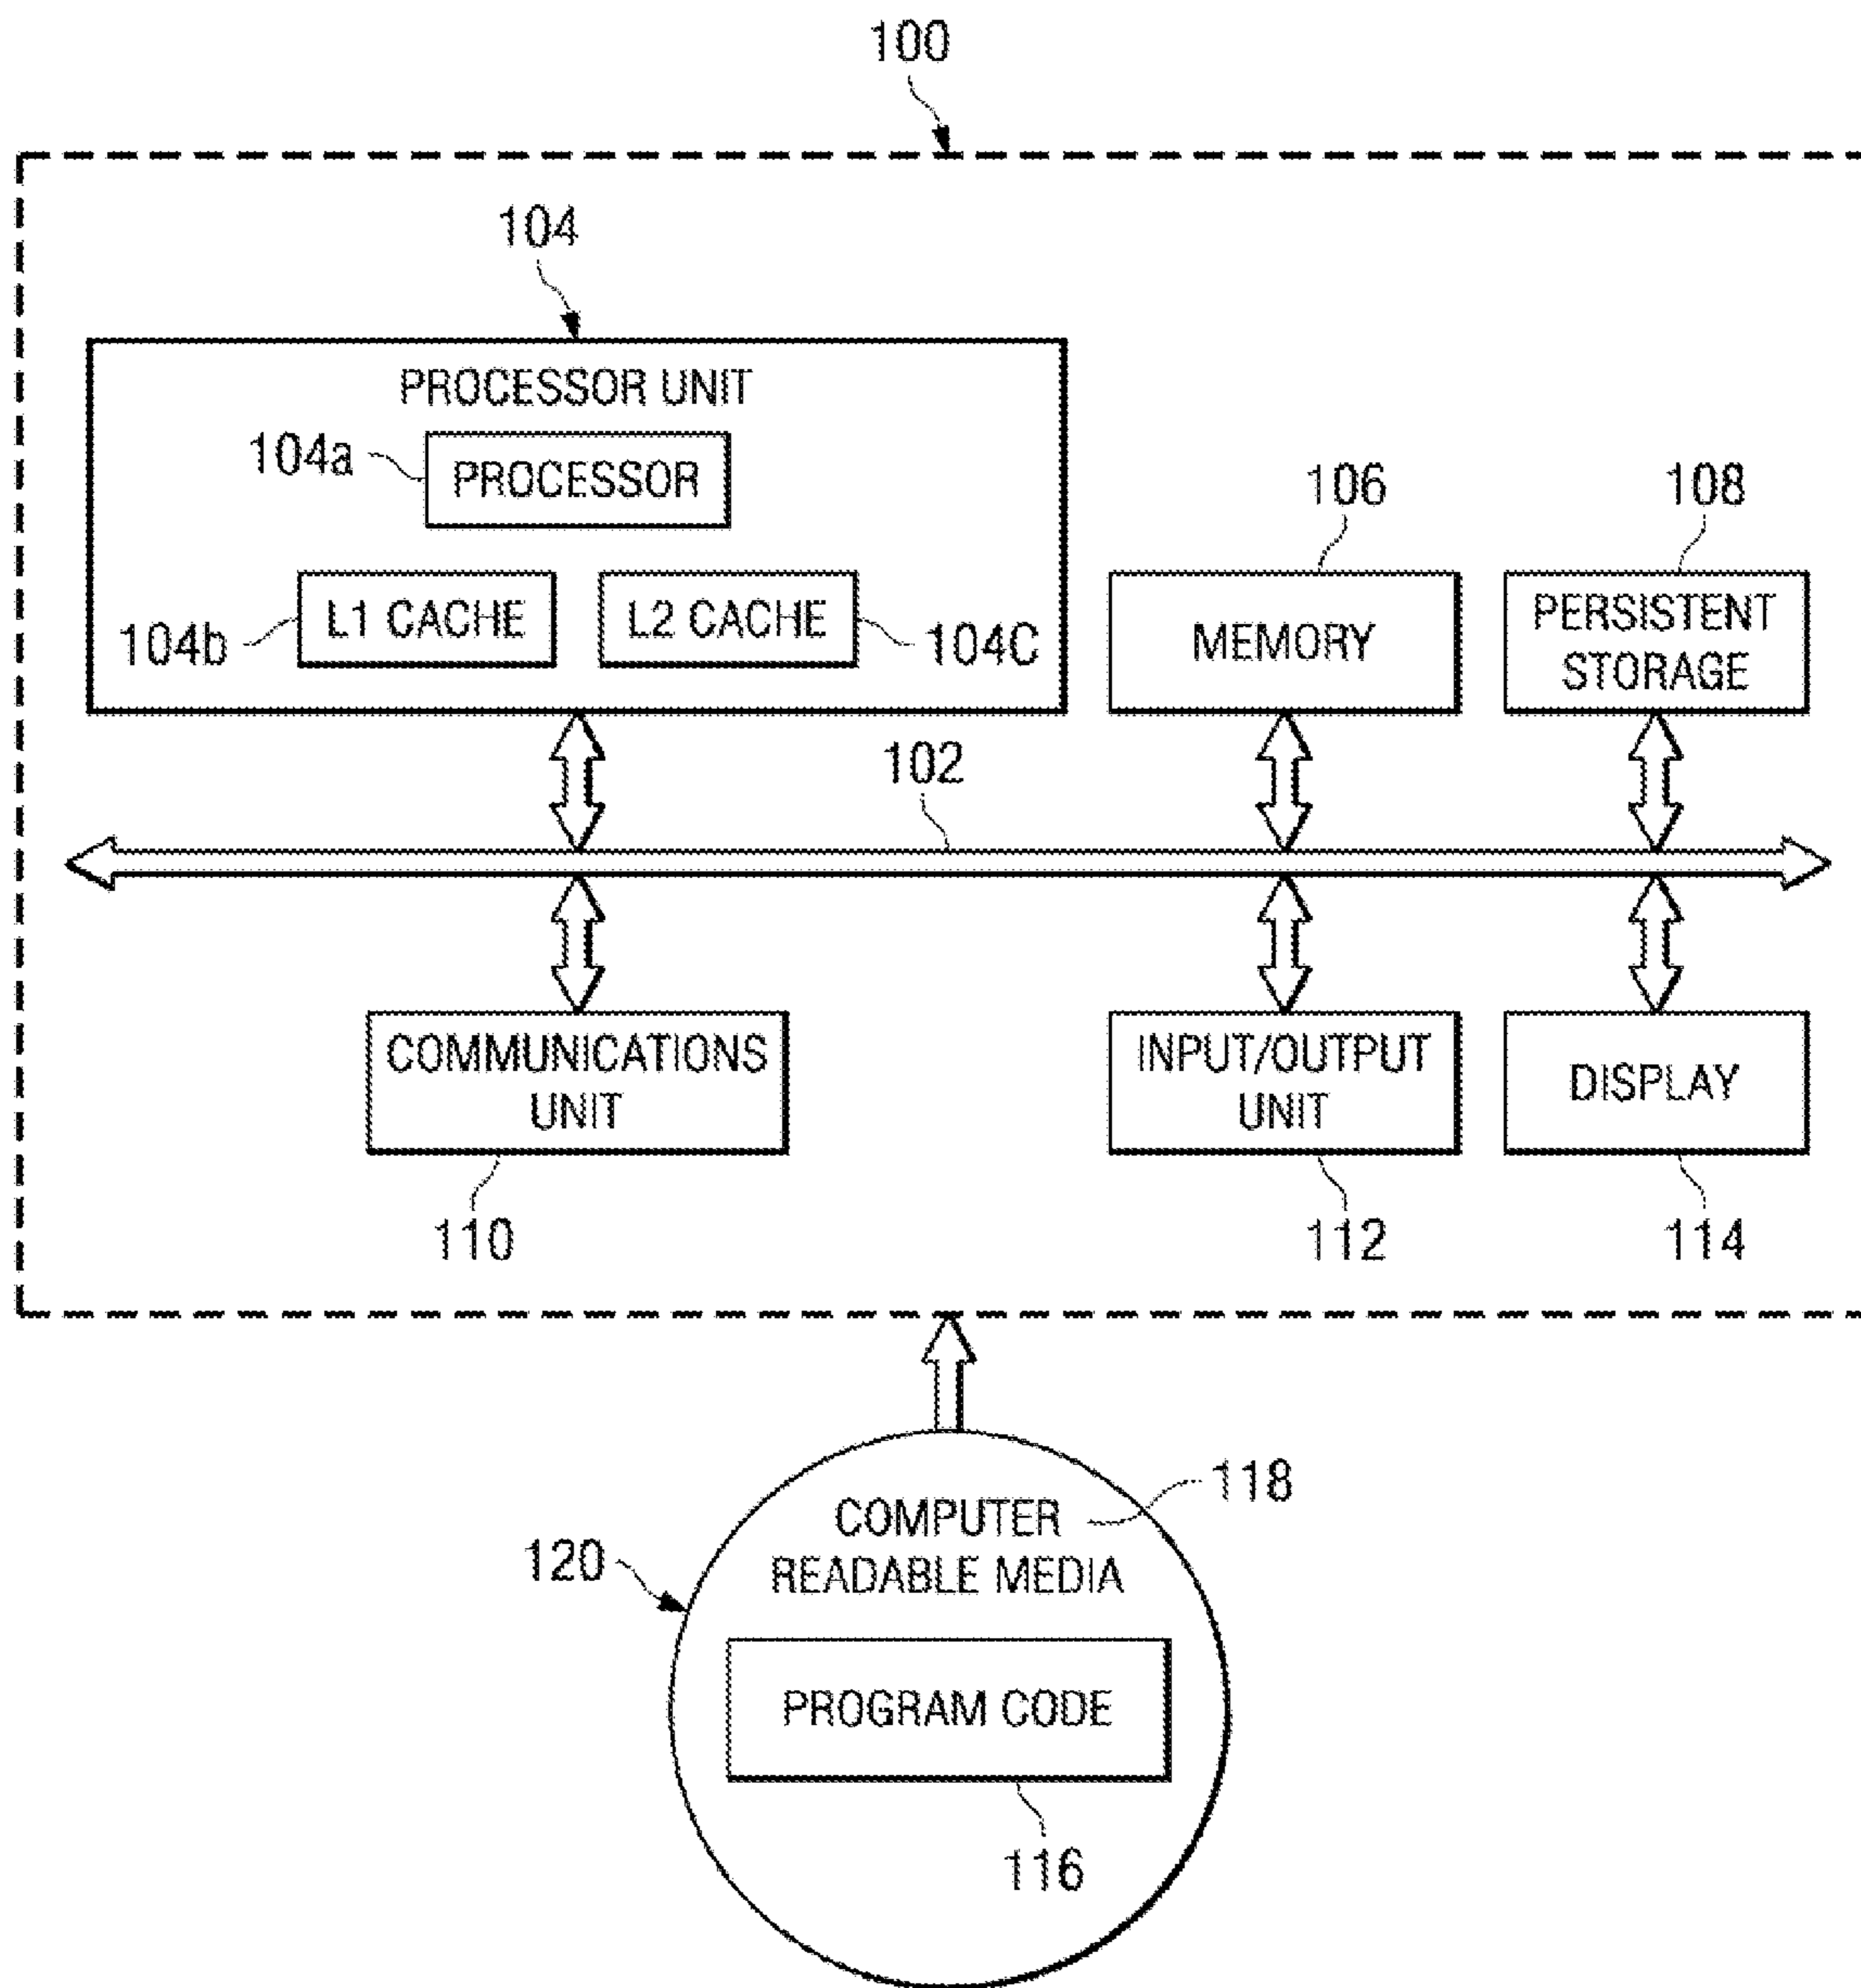 100
104
PROCESSOR UNIT
104a
PROCESSOR
106
108
104b
L1 CACHE
L2 CACHE
104C
MEMORY
PERSISTENT
STORAGE
102
COMMUNICATIONS
UNIT
INPUT/OUTPUT
UNIT
DISPLAY
110
112
114
118
COMPUTER
READABLE MEDIA
120
PROGRAM CODE
116